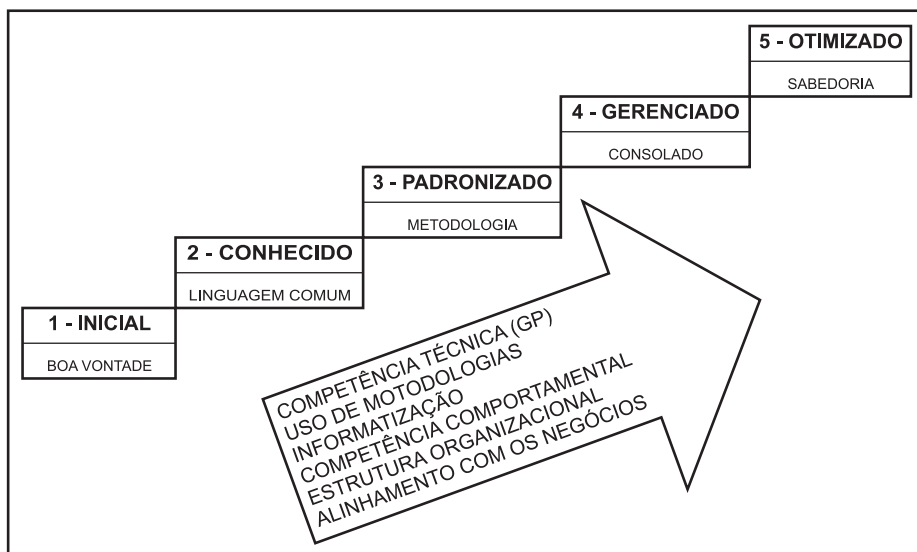 5 - OTIMIZADO
SABEDORIA
4 - GERENCIADO
CONSOLADO
3 - PADRONIZADO
METODOLOGIA
2 - CONHECIDO
LINGUAGEM COMUM
1 - INICIAL
BOA VONTADE
COMPETÊNCIA TÉCNICA (GP)
USO DE MOTODOLOGIAS
INFORMATIZAÇÃO
COMPETÊNCIA COMPORTAMENTAL
ESTRUTURA ORGANIZACIONAL
ALINHAMENTO COM OS NEGÓCIOS